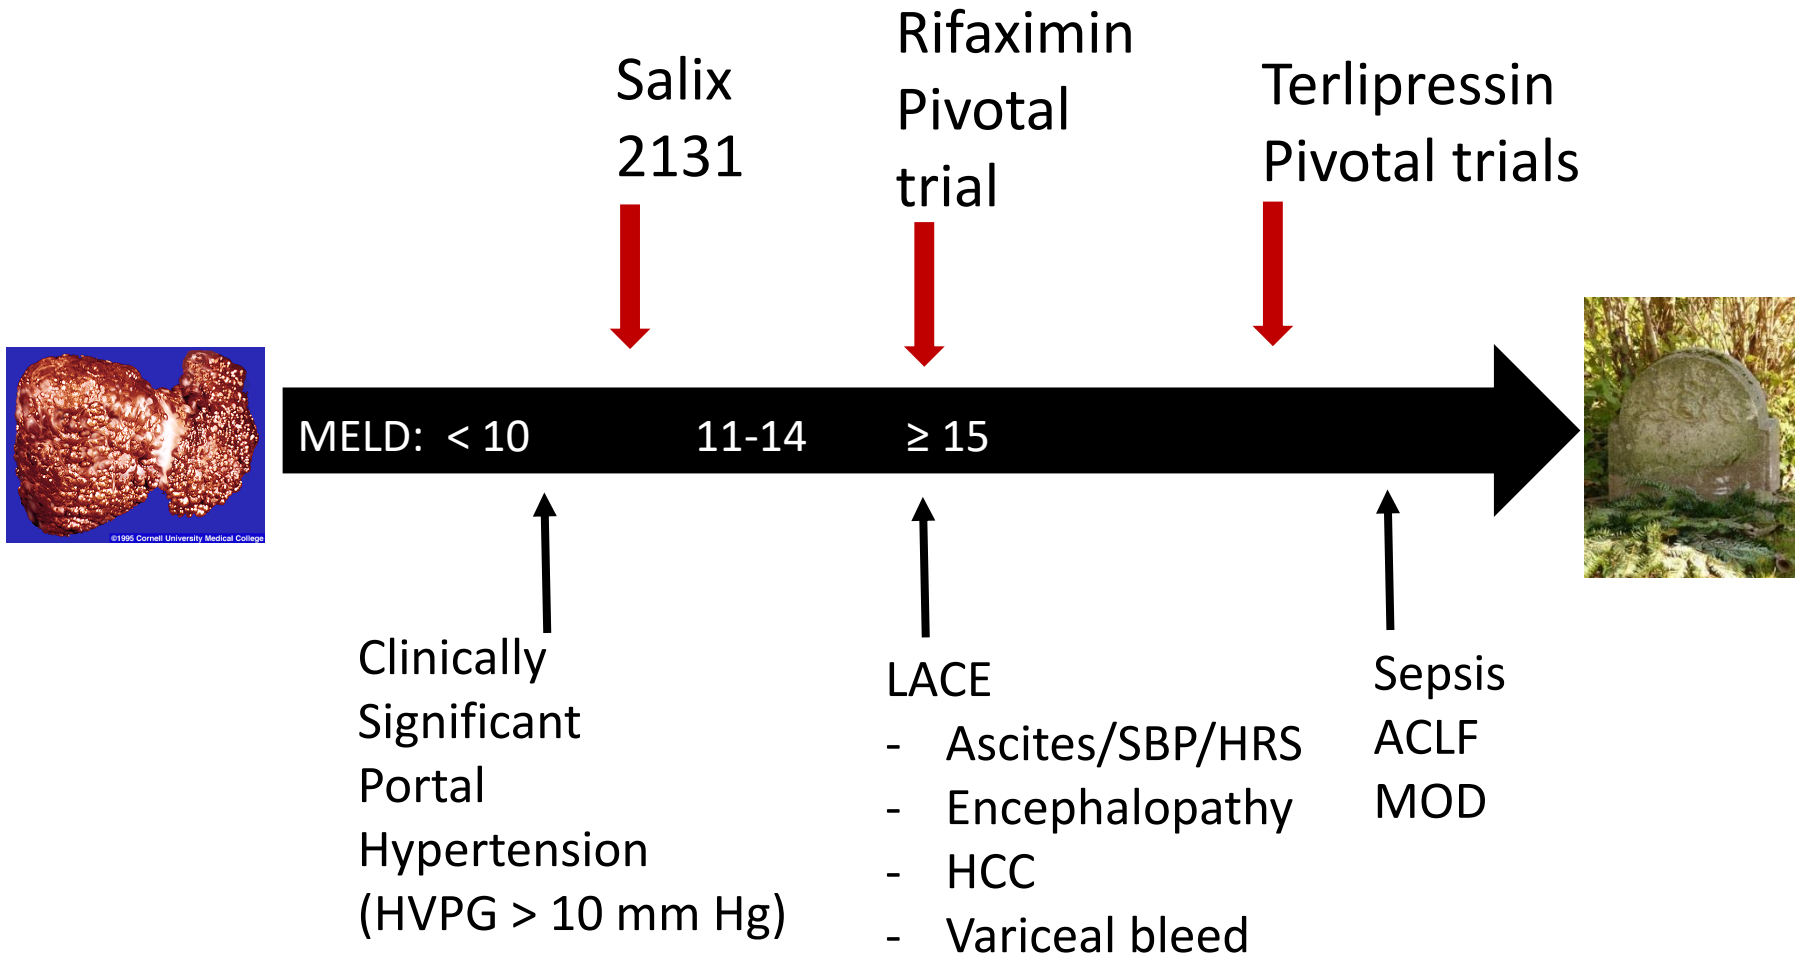 Salix
2131
Rifaximin
Pivotal
trial
Terlipressin
Pivotal trials
MELD: < 10 11-14 ≥ 15
©1995 Cornell University Medical College
Clinically
Significant
Portal
Hypertension
(HVPG > 10 mm Hg)
LACE
- Ascites/SBP/HRS
- Encephalopathy
- HCC
- Variceal bleed
Sepsis
ACLF
MOD